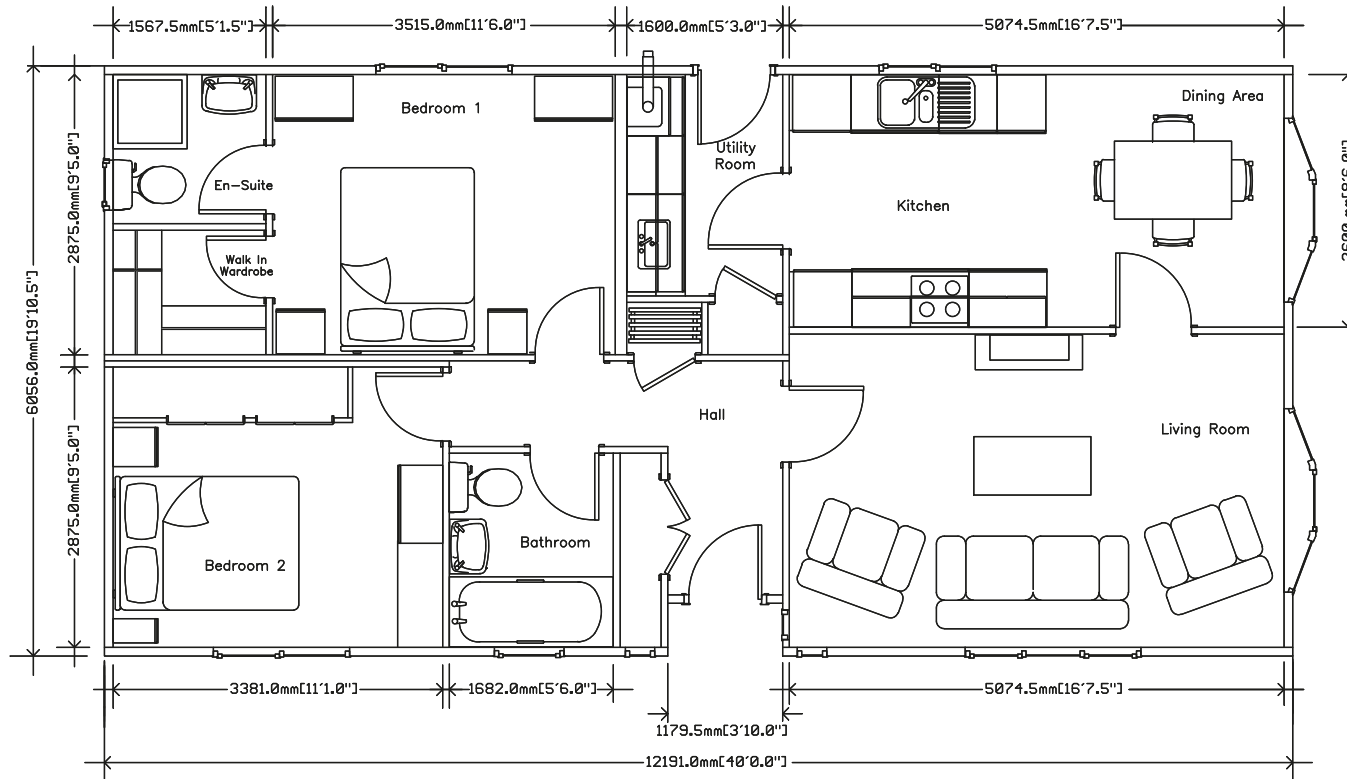 1567.5mm[5'1.5"]
3515.0mm[11'6.0"]
1600.0mm[5'3.0"]
5074.5mm[16'7.5"]
Bedroom 1
Dining Area
Utility
Room
En-Suite
Kitchen
Walk In
Wardrobe
2875.0mm[9'5.0"]
6056.0mm[19'10.5"]
Hall
Living Room
2875.0mm[9'5.0"]
Bathroom
Bedroom 2
3381.0mm[11'1.0"]
1682.0mm[5'6.0"]
5074.5mm[16'7.5"]
1179.5mm[3'10.0"]
12191.0mm[40'0.0"]